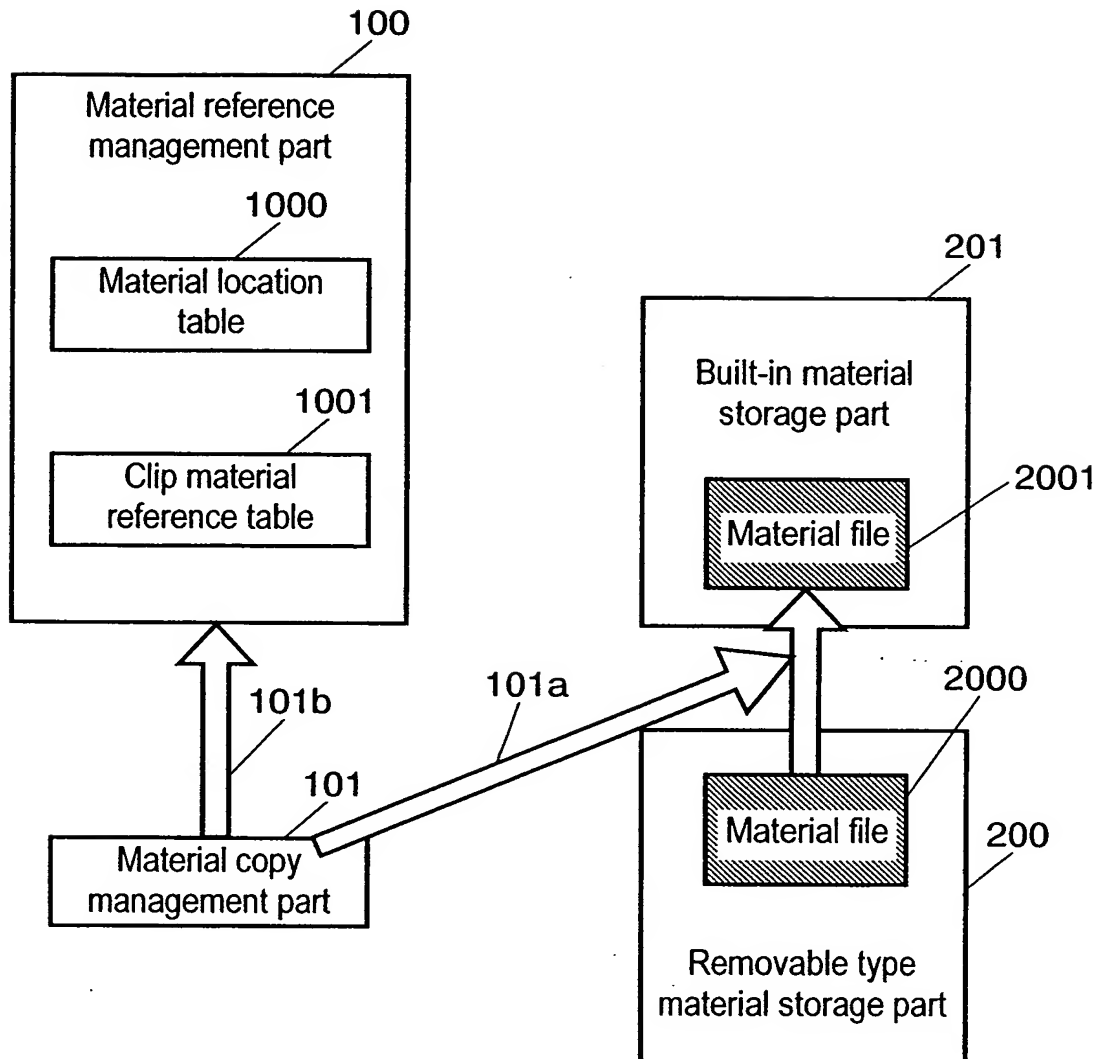 100
Material reference
management part
1000
Material location
table
1001
Clip material
reference table
201
Built-in material
storage part
2001
Material file
101a
101b
2000
101
Material file
200
Material copy
management part
Removable type
material storage part